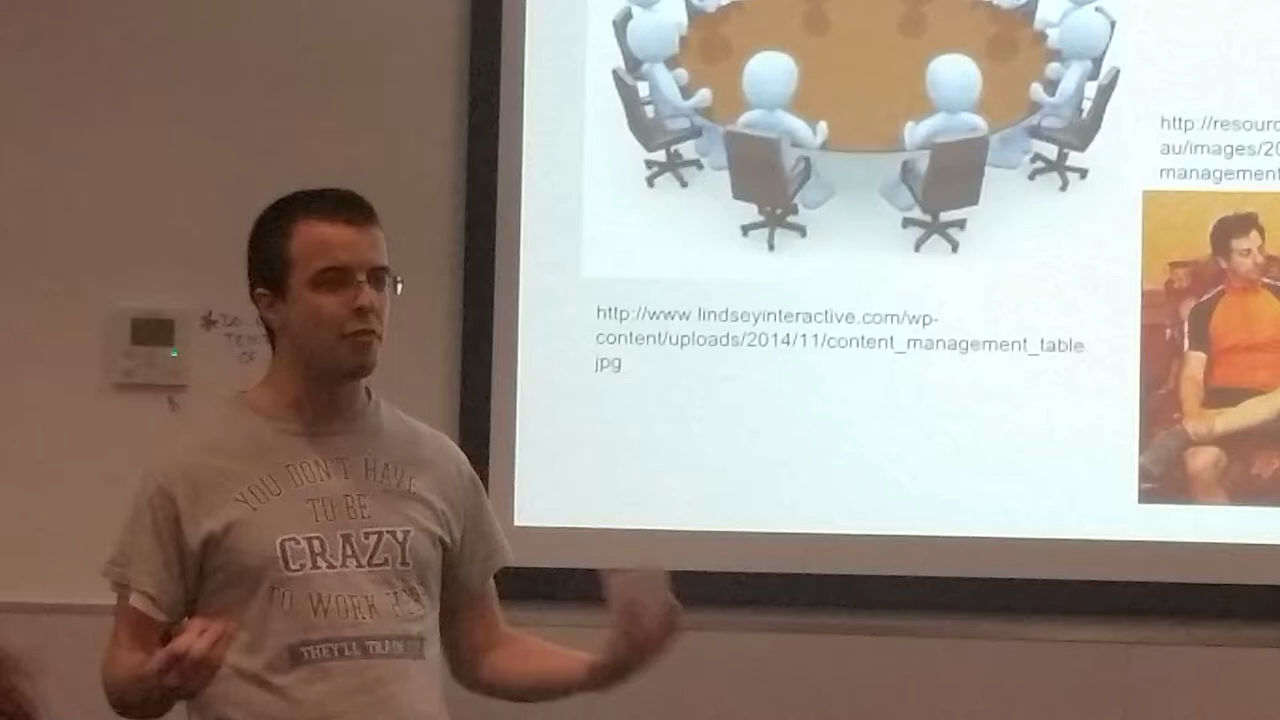 http://resourc
au/images/20
management
http://www.lindseyinteractive.com/wp-
content/uploads/2014/11/content_management_table.
jpg
YOU DON'T HAVE
TO BE
CRAZY
TO WORK
THEY'LL TRAIN